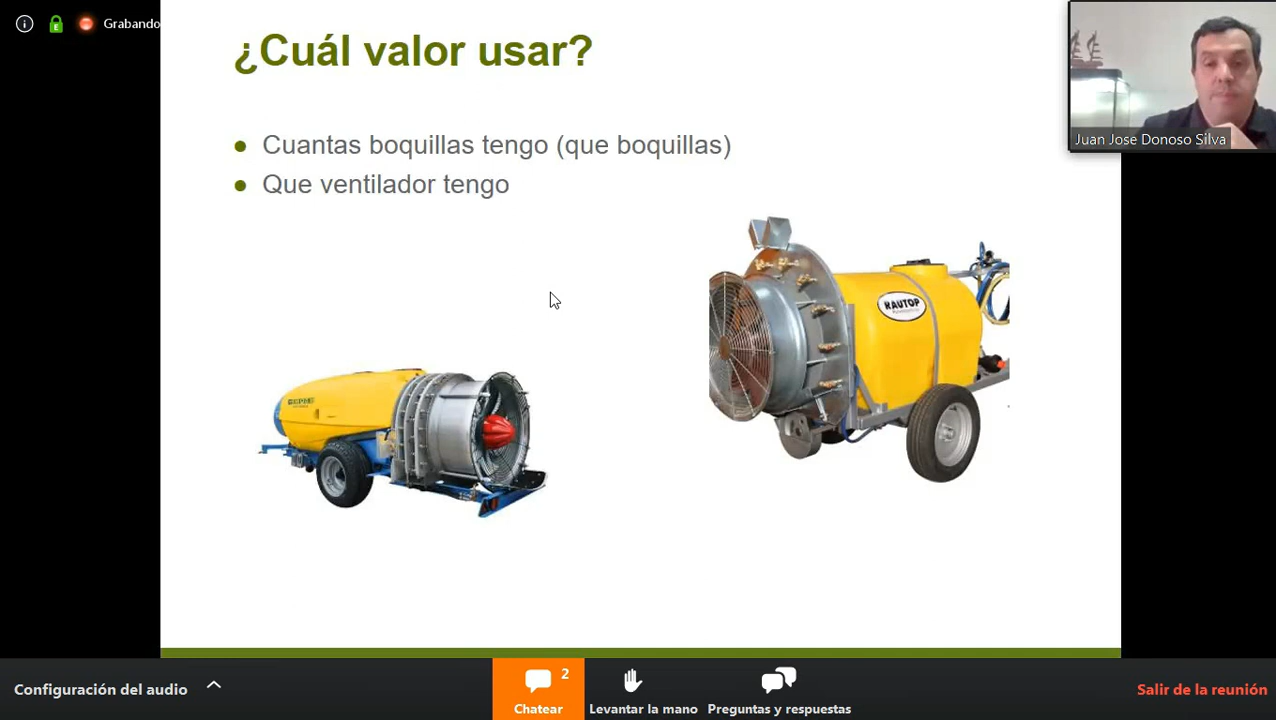 Grabando
¿Cuál valor usar?
Cuantas boquillas tengo (que boquillas)
Que ventilador tengo
RAUTOP
Juan Jose Donoso Silva
Configuración del audio
2
Chatear
Levantar la mano
Preguntas y respuestas
Salir de la reunión